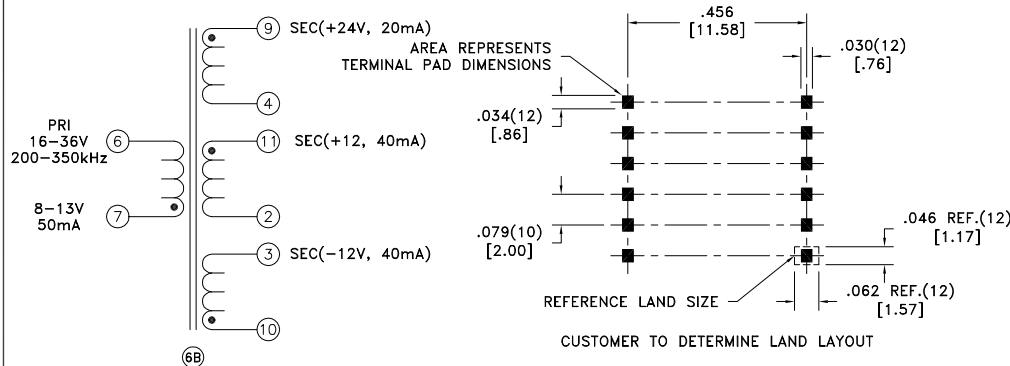 9 SEC(+24V, 20mA)
4
PRI
16-36V
200-350kHz
6
11 SEC(+12, 40mA)
8-13V
50mA
7
2
3 SEC(-12V, 40mA)
10
6B
.456
[11.58]
AREA REPRESENTS
TERMINAL PAD DIMENSIONS
.030(12)
[.76]
.034(12)
[.86]
.079(10)
[2.00]
.046 REF.(12)
[1.17]
REFERENCE LAND SIZE
.062 REF.(12)
[1.57]
CUSTOMER TO DETERMINE LAND LAYOUT